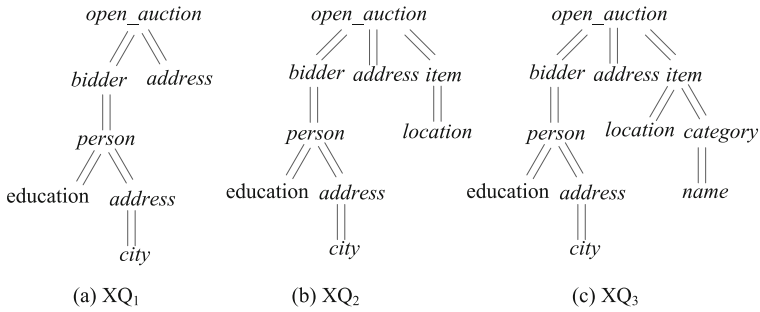 open_auction
bidder address
person
education address
city
(a) XQ₁
open_auction
bidder address item
person location
education address
city
(b) XQ₂
open_auction
bidder address item
person location category
education address name
city
(c) XQ₃